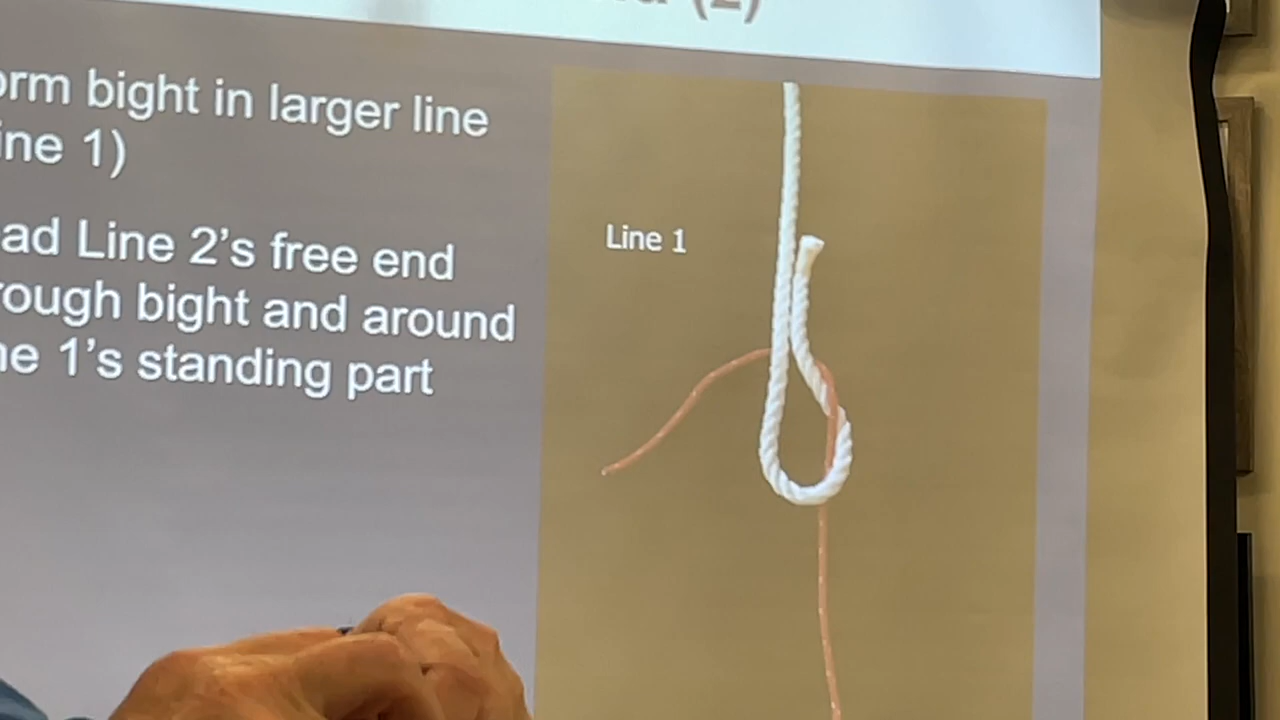 (2)
orm bight in larger line
ine 1)
ad Line 2's free end
rough bight and around
ne 1's standing part
Line 1